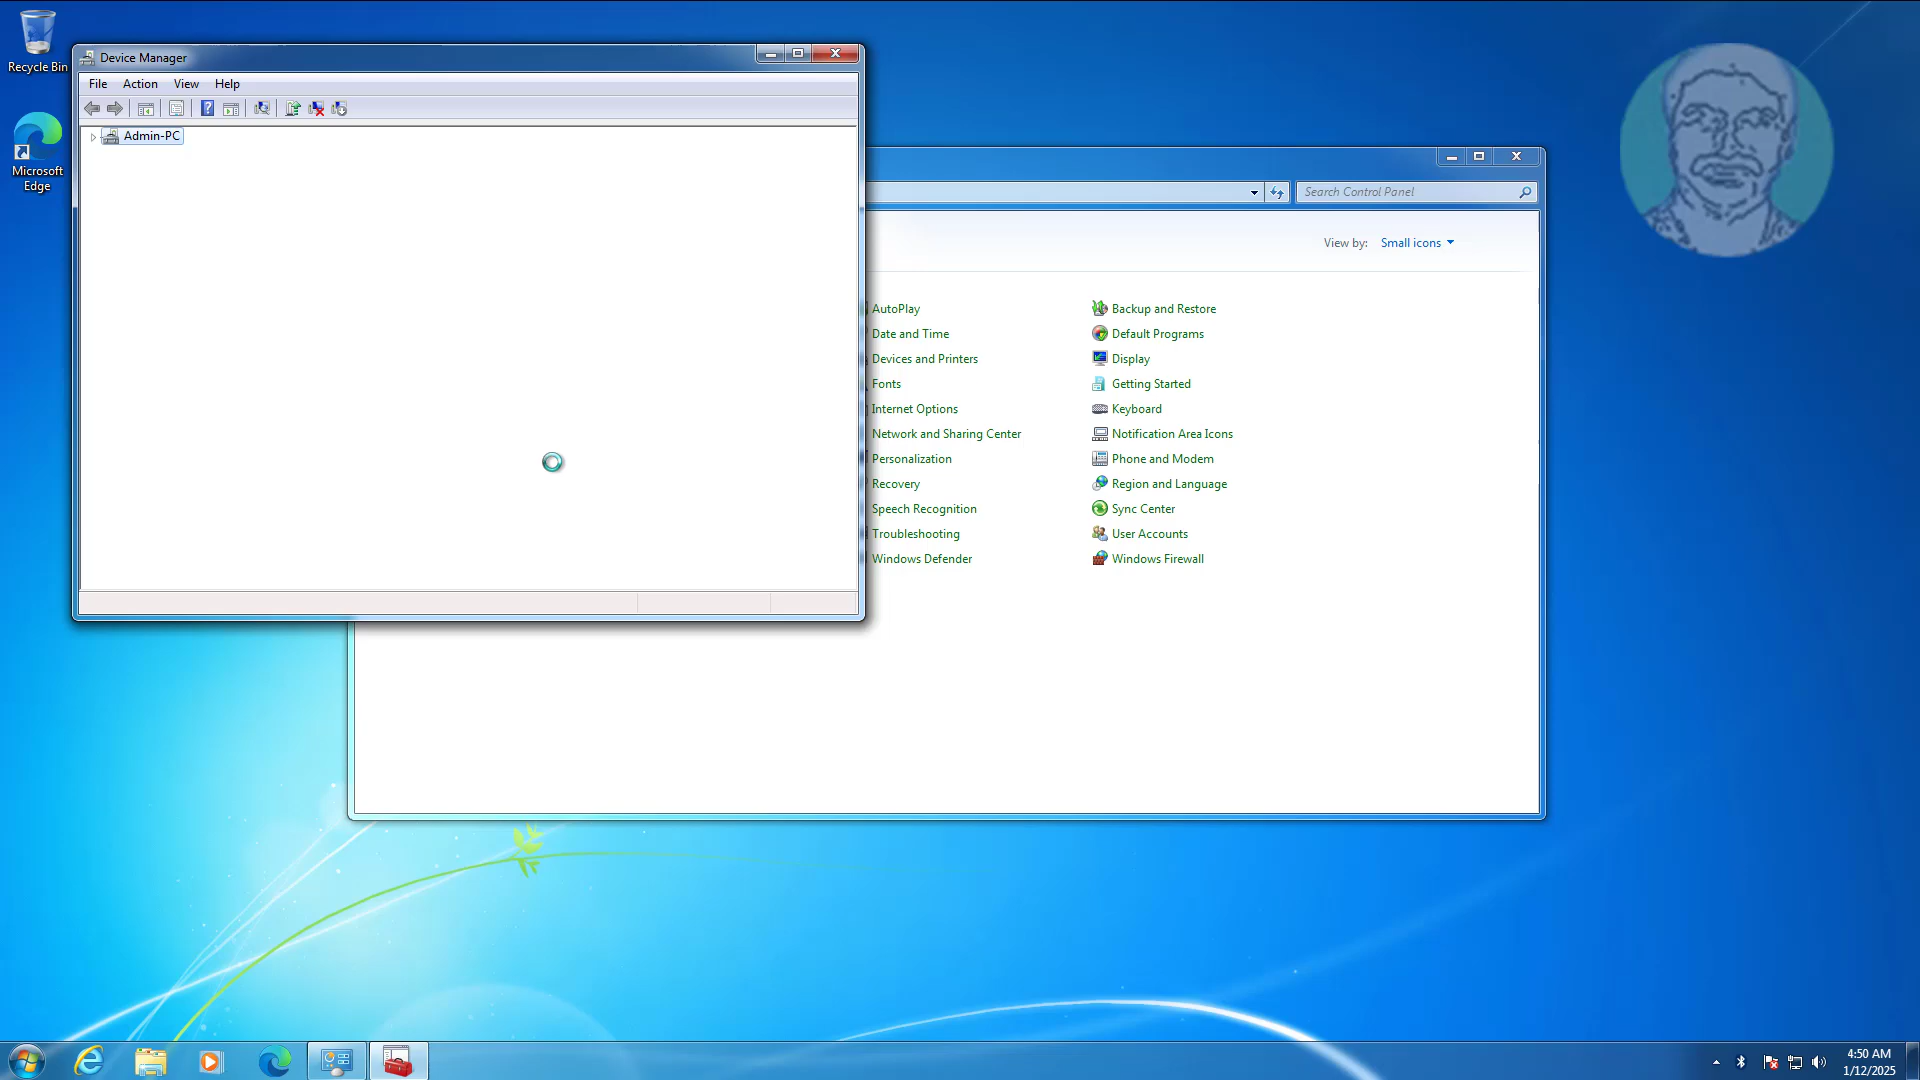 Recycle Bin
Microsoft
Edge
Device Manager
File Action View Help
Admin-PC
Search Control Panel
View by: Small icons
AutoPlay
Backup and Restore
Date and Time
Default Programs
Devices and Printers
Display
Fonts
Getting Started
Internet Options
Keyboard
Network and Sharing Center
Notification Area Icons
Personalization
Phone and Modem
Recovery
Region and Language
Speech Recognition
Sync Center
Troubleshooting
User Accounts
Windows Defender
Windows Firewall
4:50 AM
1/12/2025